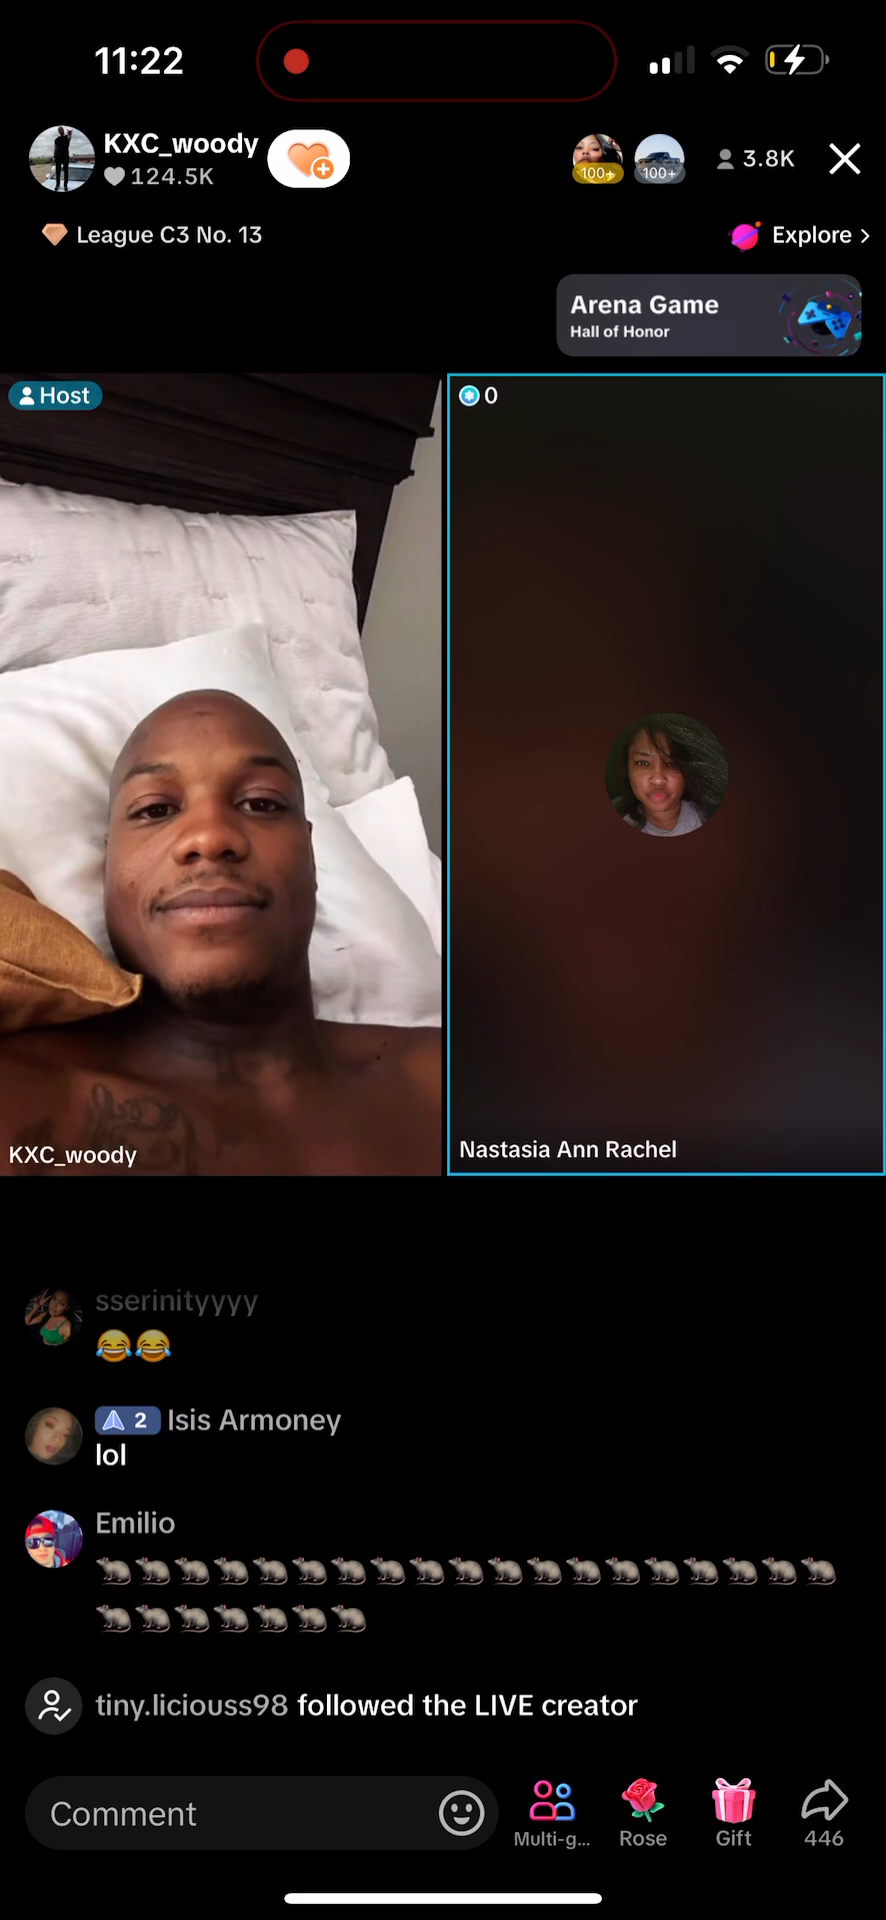 11:22
KXC_woody
124.5K
100+
100+
3.8K
League C3 No. 13
Explore >
Arena Game
Hall of Honor
Host
0
KXC_woody
Nastasia Ann Rachel
sserinityyyy
😂😂
2 Isis Armoney
lol
Emilio
🐀🐀🐀🐀🐀🐀🐀🐀🐀🐀🐀🐀🐀🐀🐀🐀🐀🐀🐀
🐀🐀🐀🐀🐀🐀🐀
tiny.liciouss98 followed the LIVE creator
Comment
Multi-g...
Rose
Gift
446